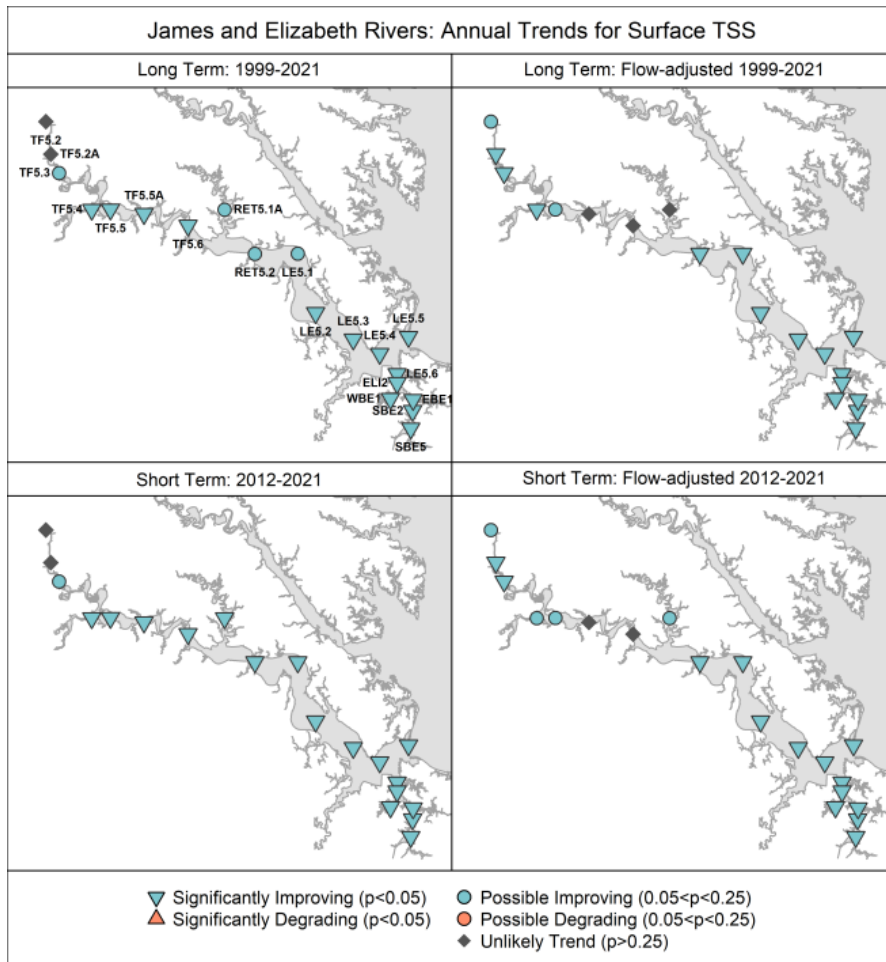 James and Elizabeth Rivers: Annual Trends for Surface TSS
Long Term: 1999-2021
Long Term: Flow-adjusted 1999-2021
TF5.2
TF5.2A
TF5.3
TF5.5A
TF5.4
RET5.1A
TF5.5
TF5.6
RET5.2
LE5.1
LE5.3
LE5.5
LE5.2
LE5.4
LE5.6
ELI2
WBE1
EBE1
SBE2
SBE5
Short Term: 2012-2021
Short Term: Flow-adjusted 2012-2021
Significantly Improving (p<0.05)
Possible Improving (0.05<p<0.25)
Significantly Degrading (p<0.05)
Possible Degrading (0.05<p<0.25)
Unlikely Trend (p>0.25)